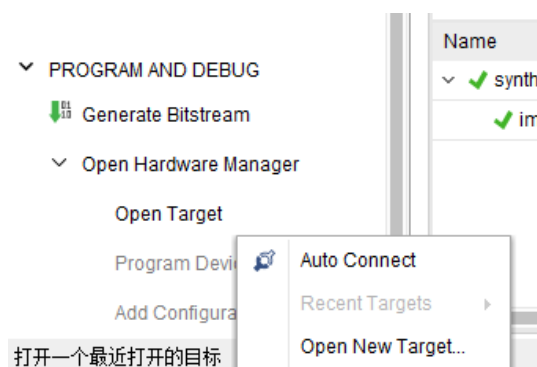 PROGRAM AND DEBUG
Generate Bitstream
Open Hardware Manager
Open Target
Program Devi
Add Configura
打开一个最近打开的目标
Auto Connect
Recent Targets
Open New Target...
Name
synth
im